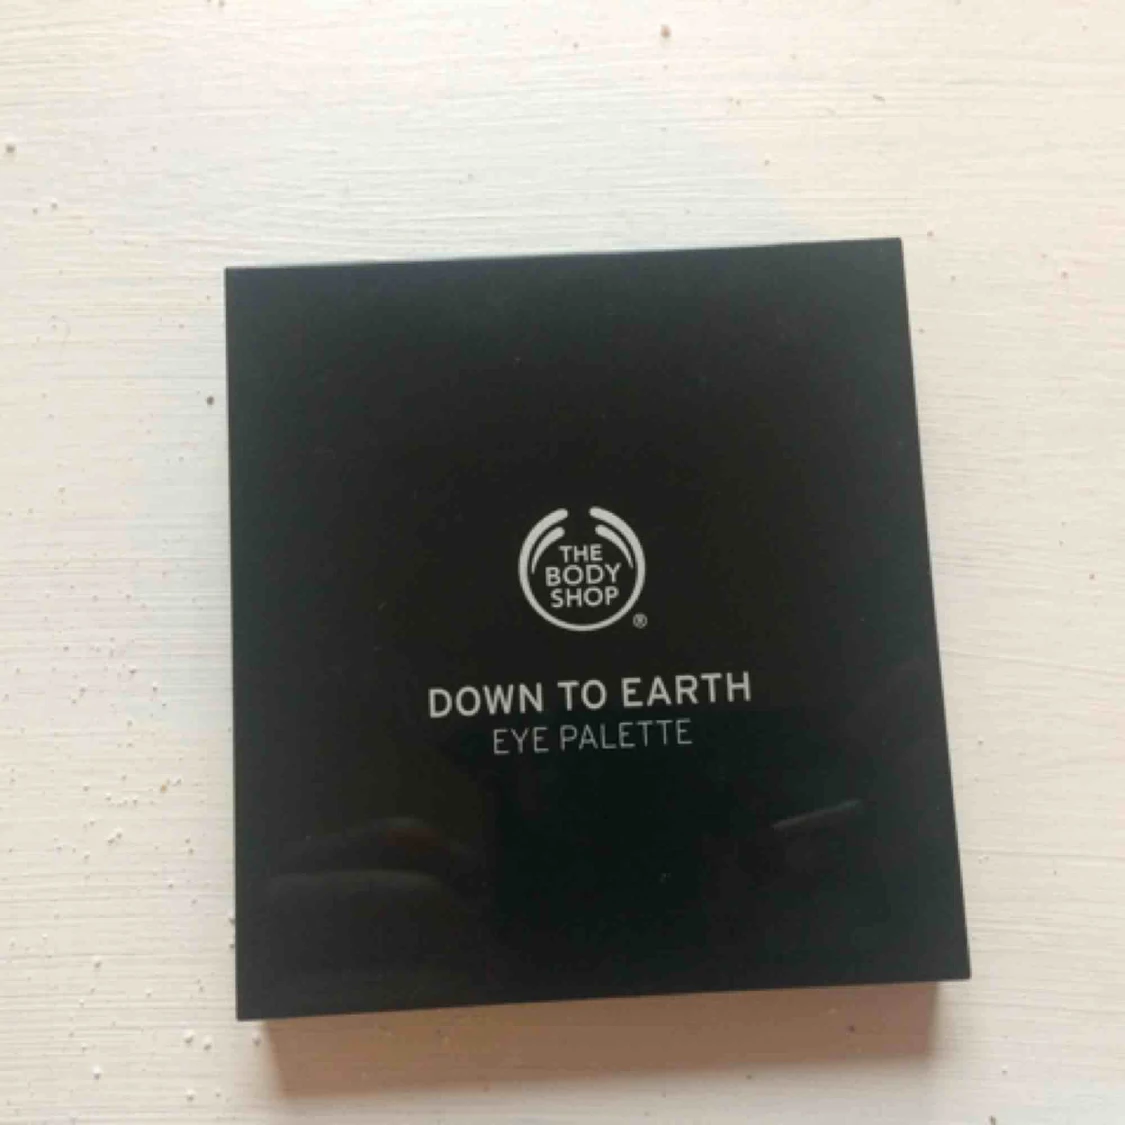 THE
BODY
SHOP
®
DOWN TO EARTH
EYE PALETTE